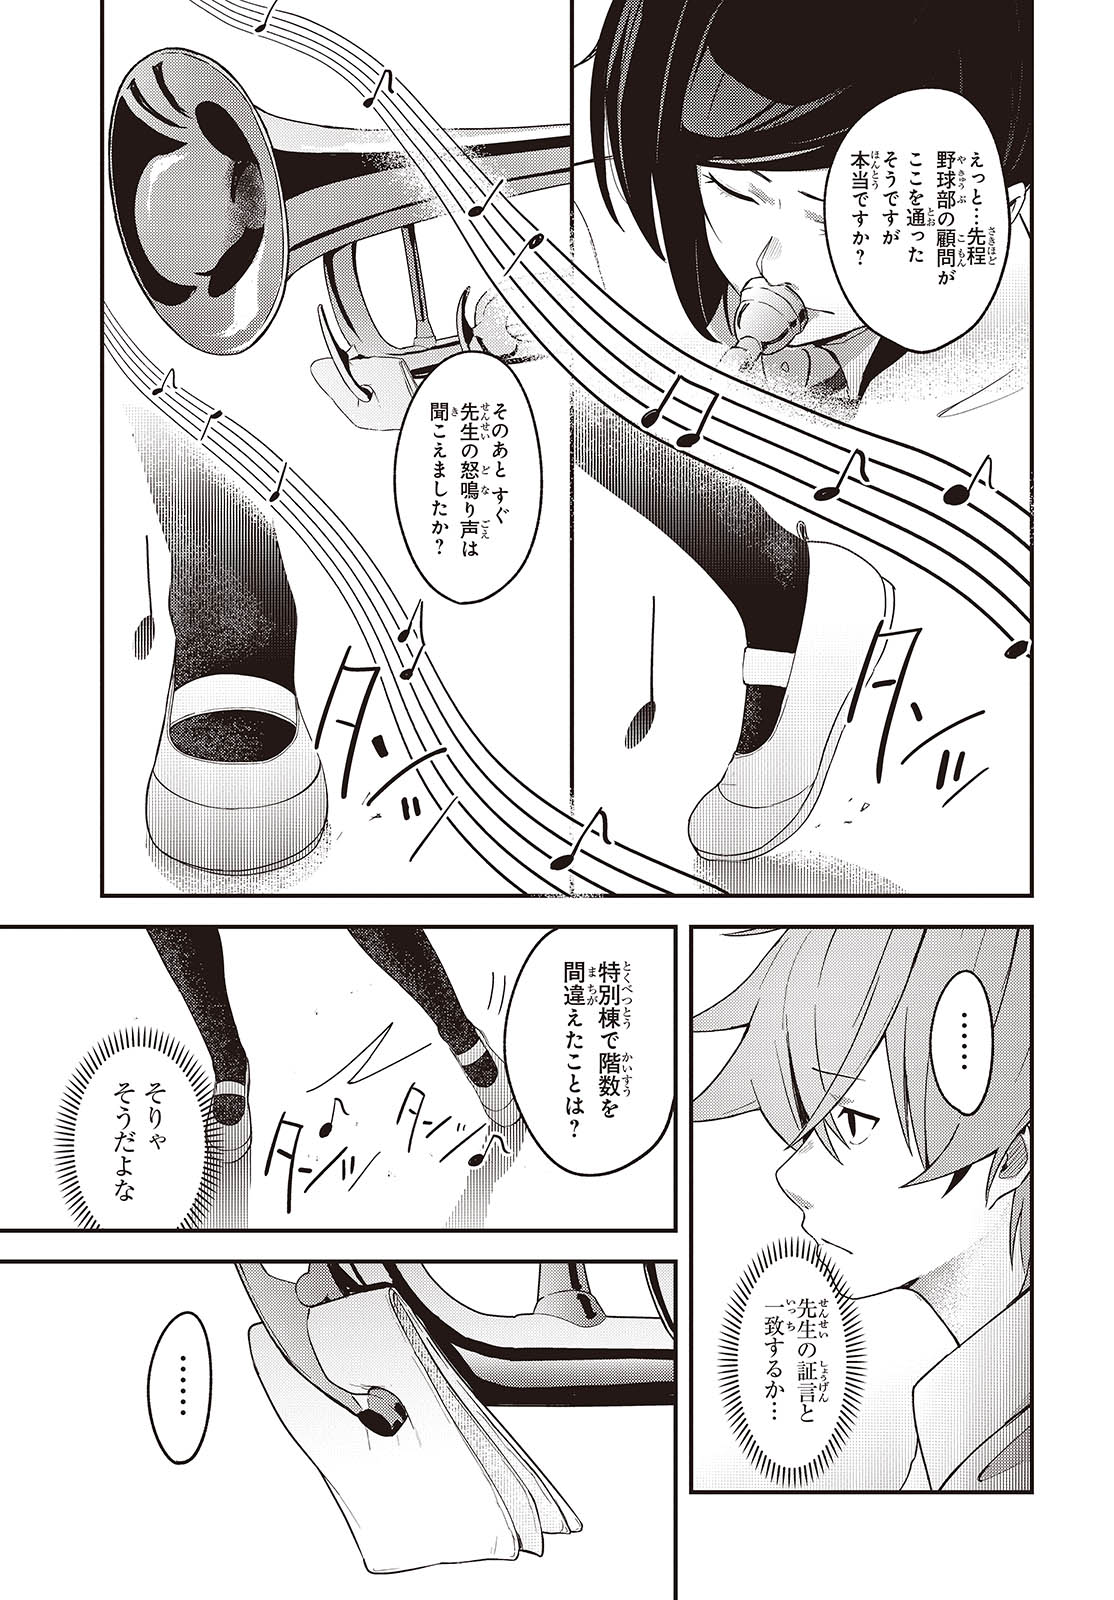 えっと…先程
野球部の顧問が
ここを通った
そうですが
本当ですか？
タンッ
そのあと すぐ
先生の怒鳴り声は
聞こえましたか？
タンッ
……
先生の証言と
一致するか…
特別棟で階数を
間違えたことは？
タンッ
タンッ
そりゃ
そうだよな
……